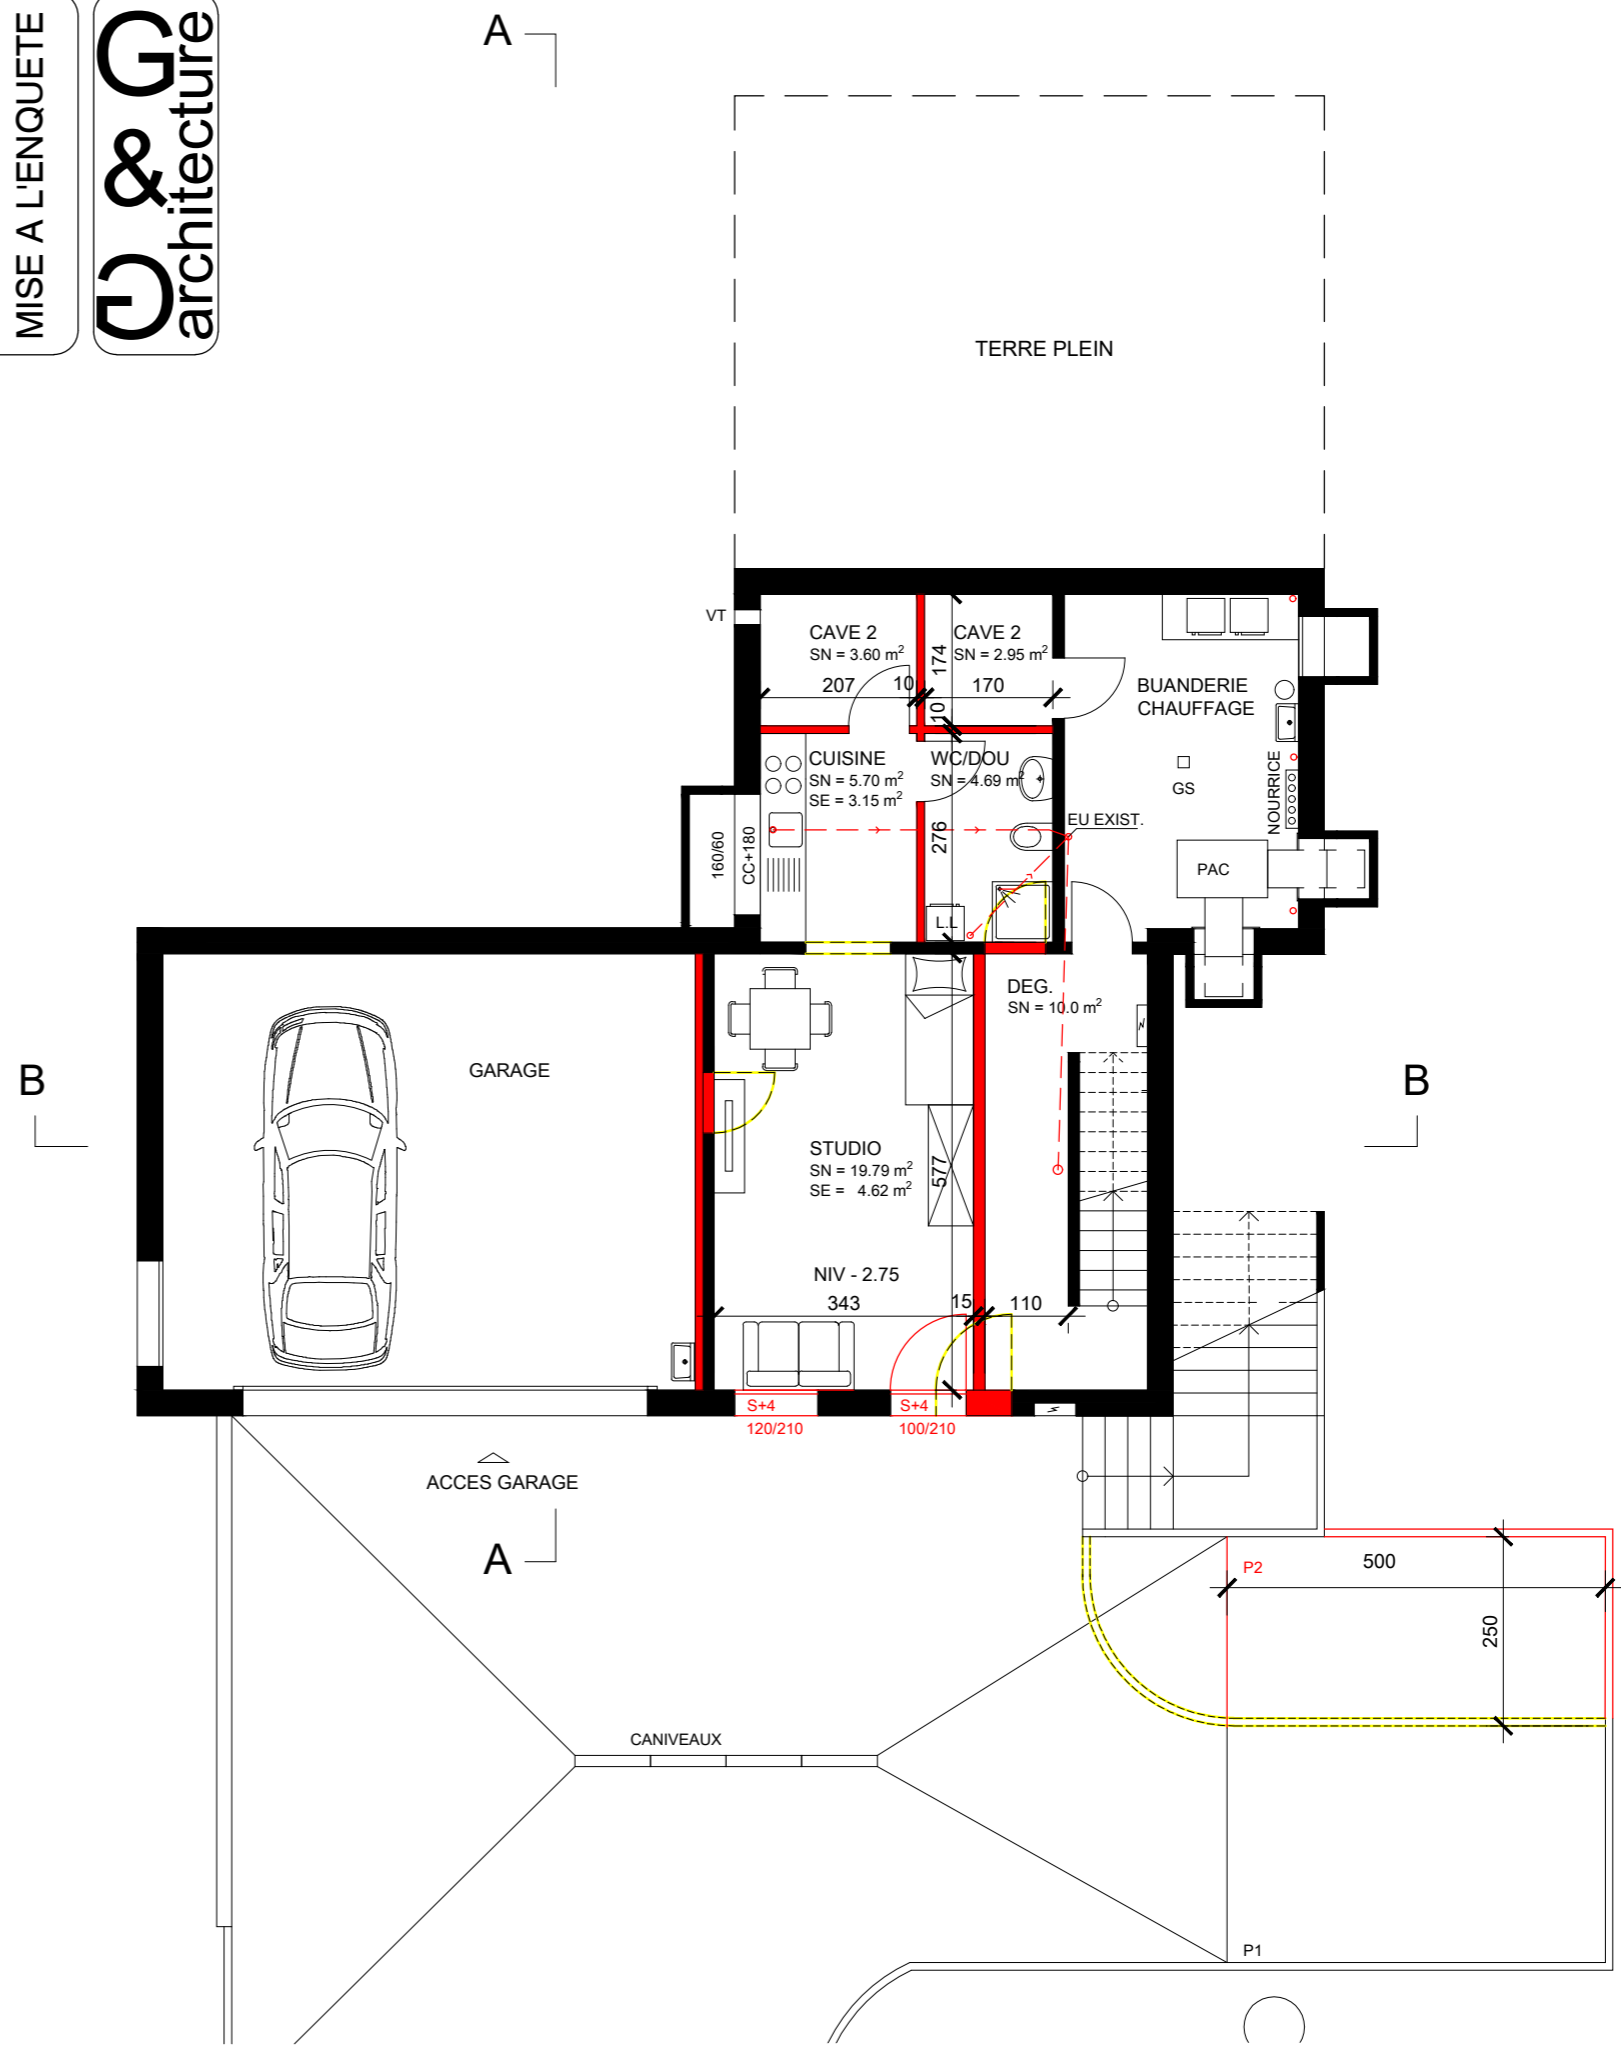 MISE A L'ENQUETE
G & G
architecture
A
TERRE PLEIN
VT
CAVE 2
SN = 3.60 m²
CAVE 2
SN = 2.95 m²
174
207
10
170
10
BUANDERIE
CHAUFFAGE
CUISINE
SN = 5.70 m²
SE = 3.15 m²
WC/DOU
SN = 4.69 m²
GS
NOURRICE
EU EXIST.
276
160/60
CC+180
PAC
L.L
DEG.
SN = 10.0 m²
GARAGE
B
B
STUDIO
SN = 19.79 m²
SE = 4.62 m²
577
NIV - 2.75
343
15
110
S+4
120/210
S+4
100/210
ACCES GARAGE
A
P2
500
250
CANIVEAUX
P1